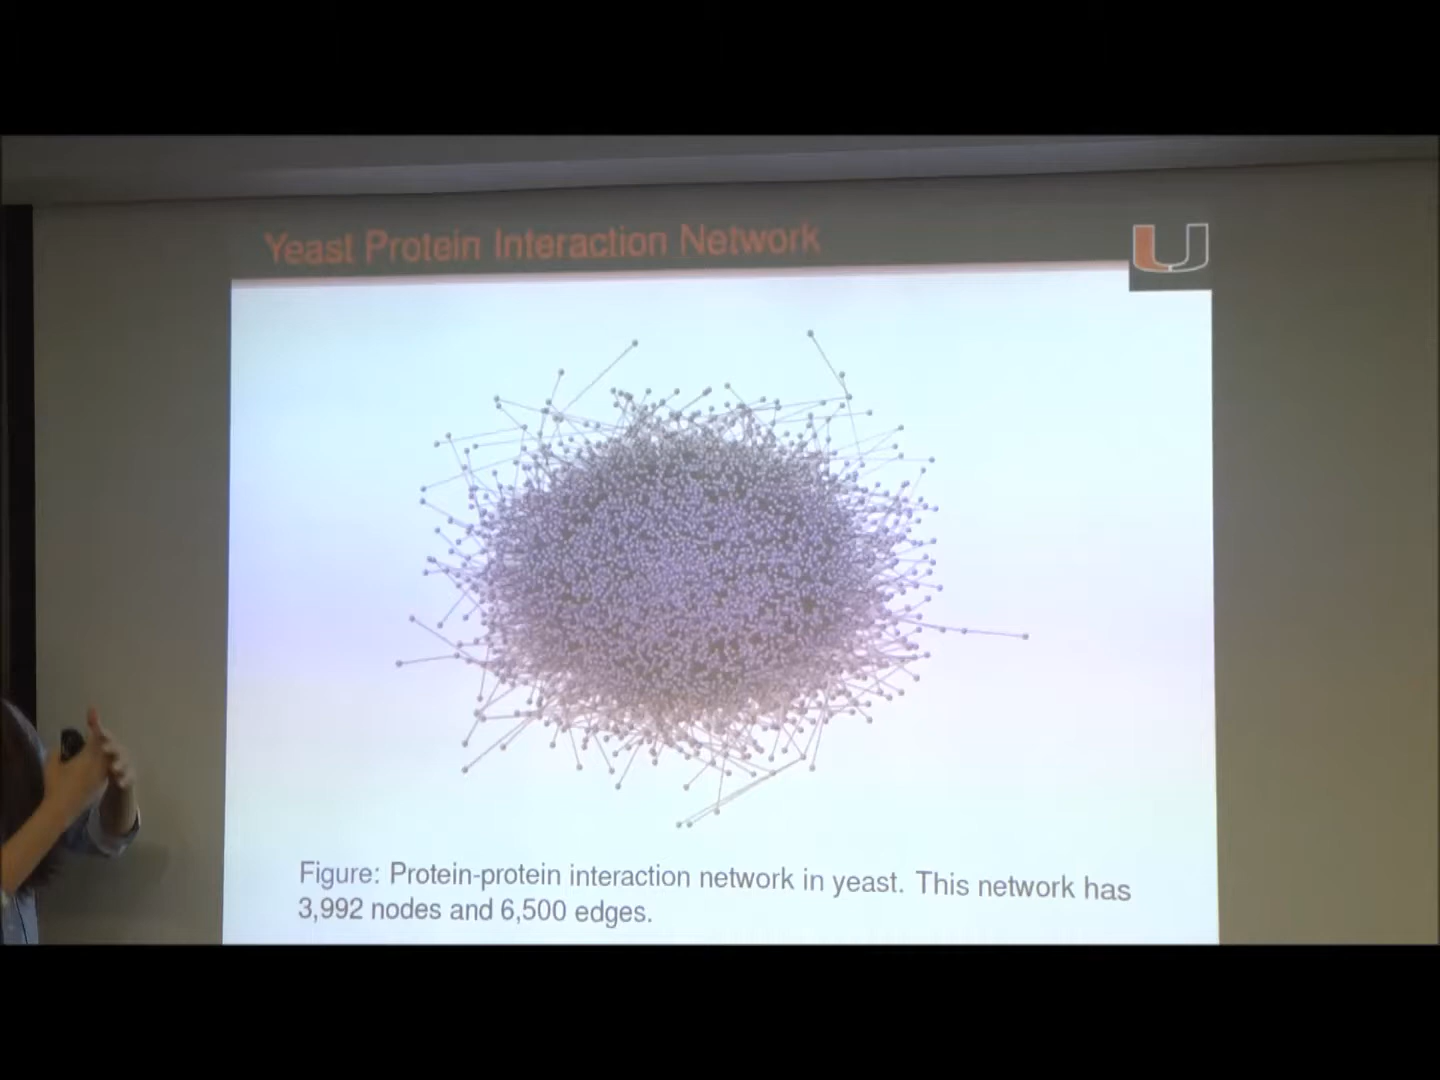 Yeast Protein Interaction Network
U
Figure: Protein-protein interaction network in yeast. This network has
3,992 nodes and 6,500 edges.